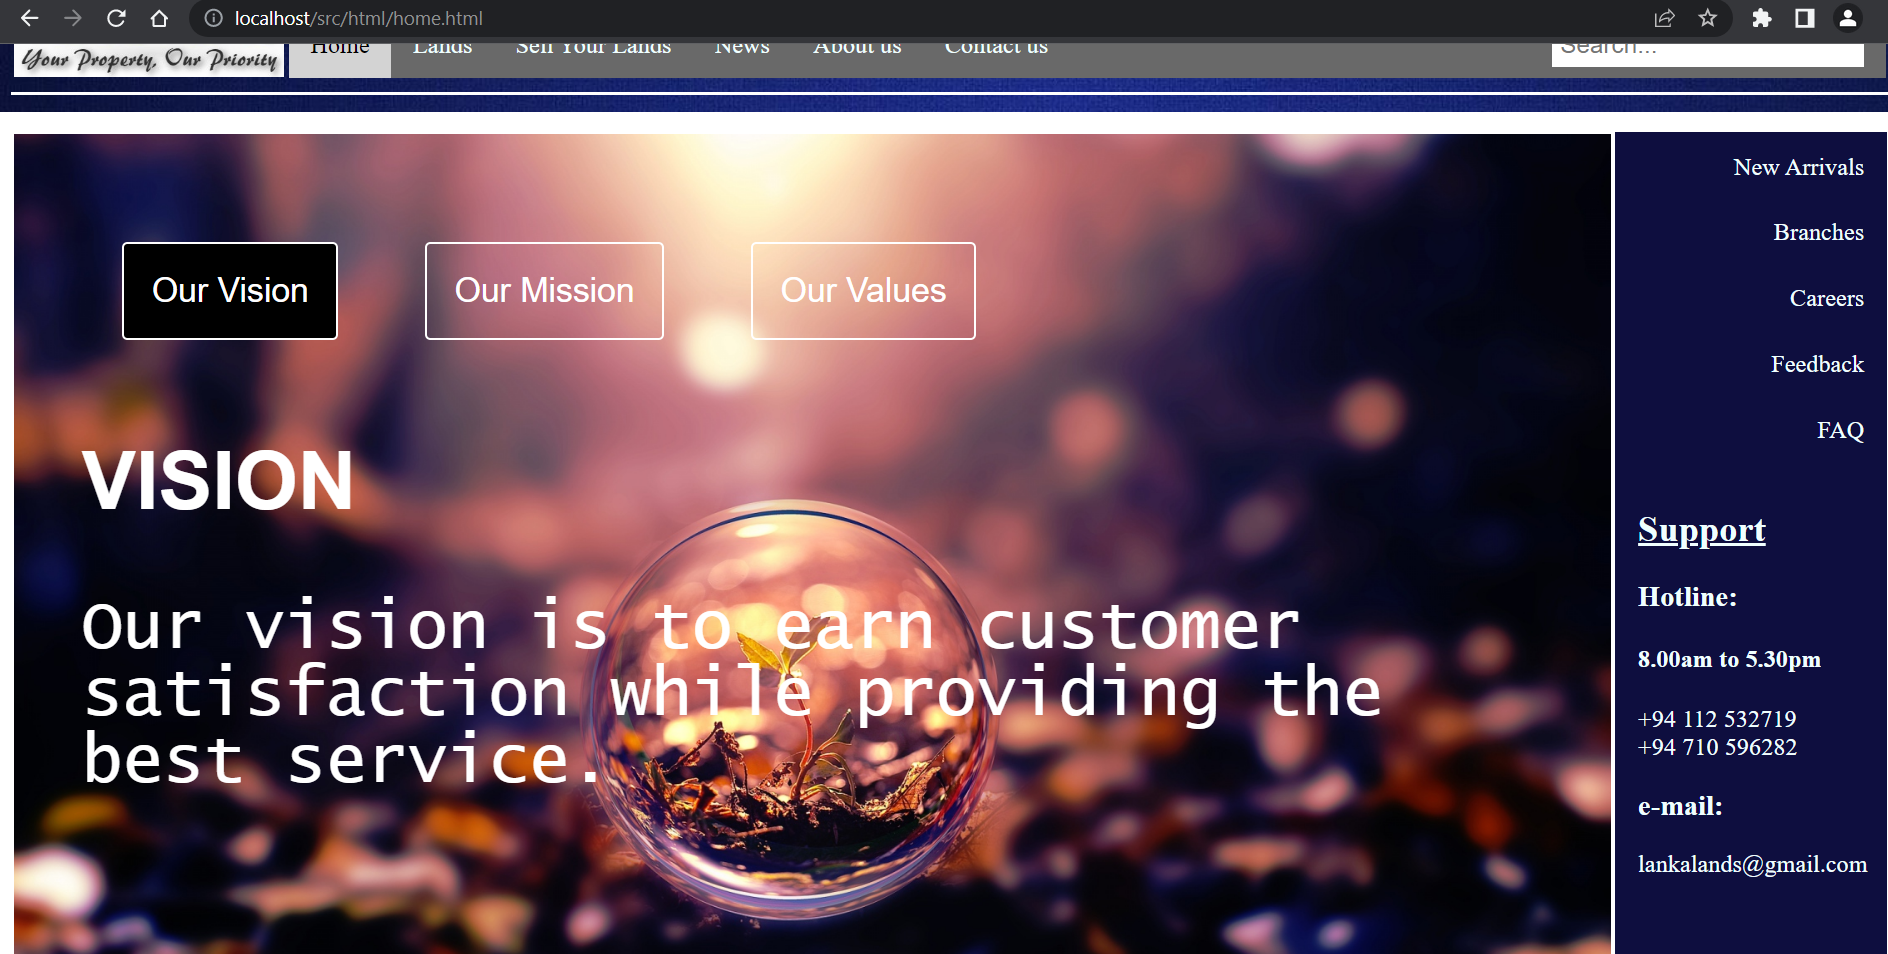 localhost/src/html/home.html
Your Property, Our Priority
Home Lands Sell Your Lands News About us Contact us Search...
New Arrivals
Branches
Careers
Feedback
FAQ
Our Vision Our Mission Our Values
VISION
Our vision is to earn customer
satisfaction while providing the
best service.
Support
Hotline:
8.00am to 5.30pm
+94 112 532719
+94 710 596282
e-mail:
lankalands@gmail.com